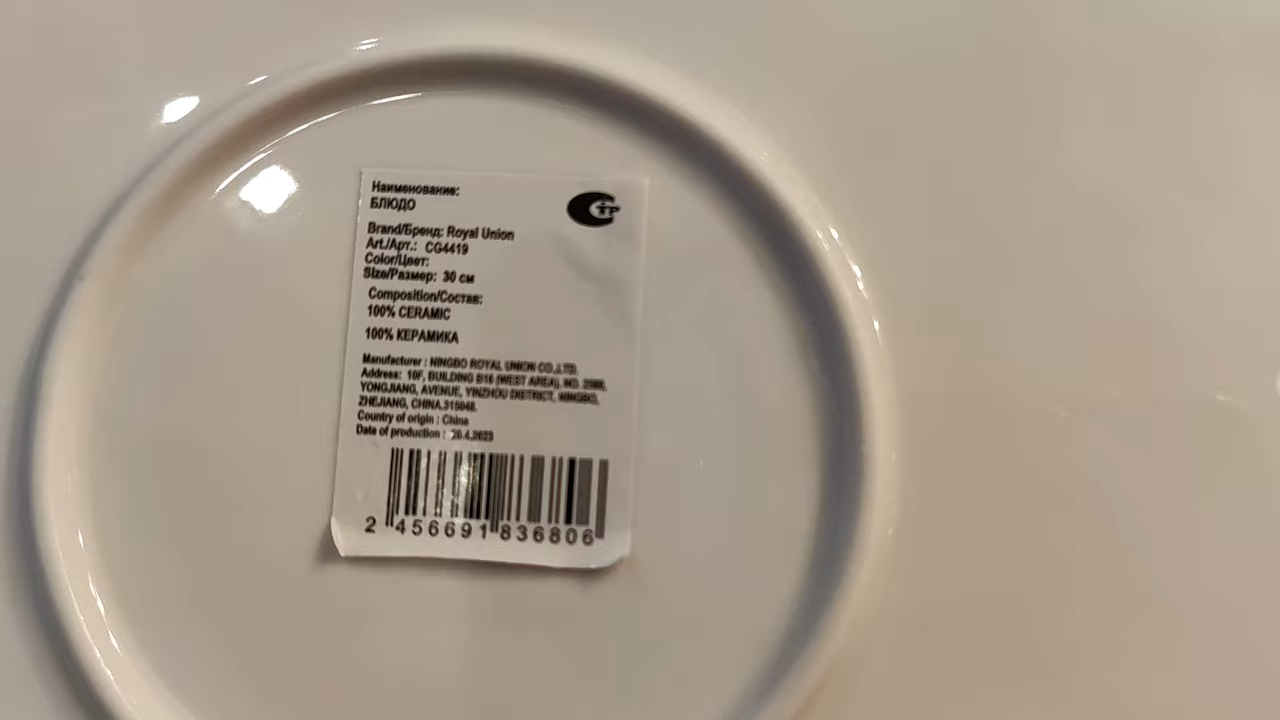 Наименование:
БЛЮДО
Brand/Бренд: Royal Union
Art./Арт.: CG4419
Color/Цвет:
Size/Размер: 30 см
Composition/Состав:
100% CERAMIC
100% КЕРАМИКА
Manufacturer : NINGBO ROYAL UNION CO.,LTD.
Address: 10F, BUILDING B16 (WEST AREA), NO.
YONGJIANG, AVENUE, YINZHOU DISTRICT, NINGBO,
ZHEJIANG, CHINA.315048.
Country of origin : China
Date of production :
2 456691 836806